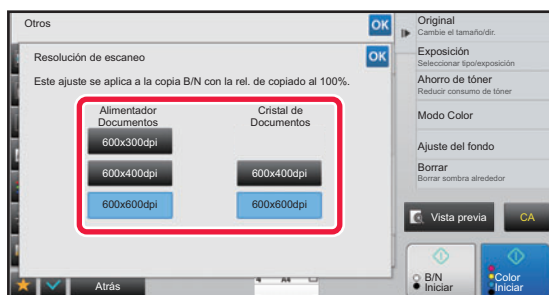 Otros
OK
Resolución de escaneo
OK
Este ajuste se aplica a la copia B/N con la rel. de copiado al 100%.
Alimentador
Documentos
600x300dpi
600x400dpi
600x600dpi
Cristal de
Documentos
600x400dpi
600x600dpi
Atrás
A4
Original
Cambie el tamaño/dir.
Exposición
Seleccionar tipo/exposición
Ahorro de tóner
Reducir consumo de tóner
Modo Color
Ajuste del fondo
Borrar
Borrar sombra alrededor
Vista previa
CA
B/N
Iniciar
Color
Iniciar